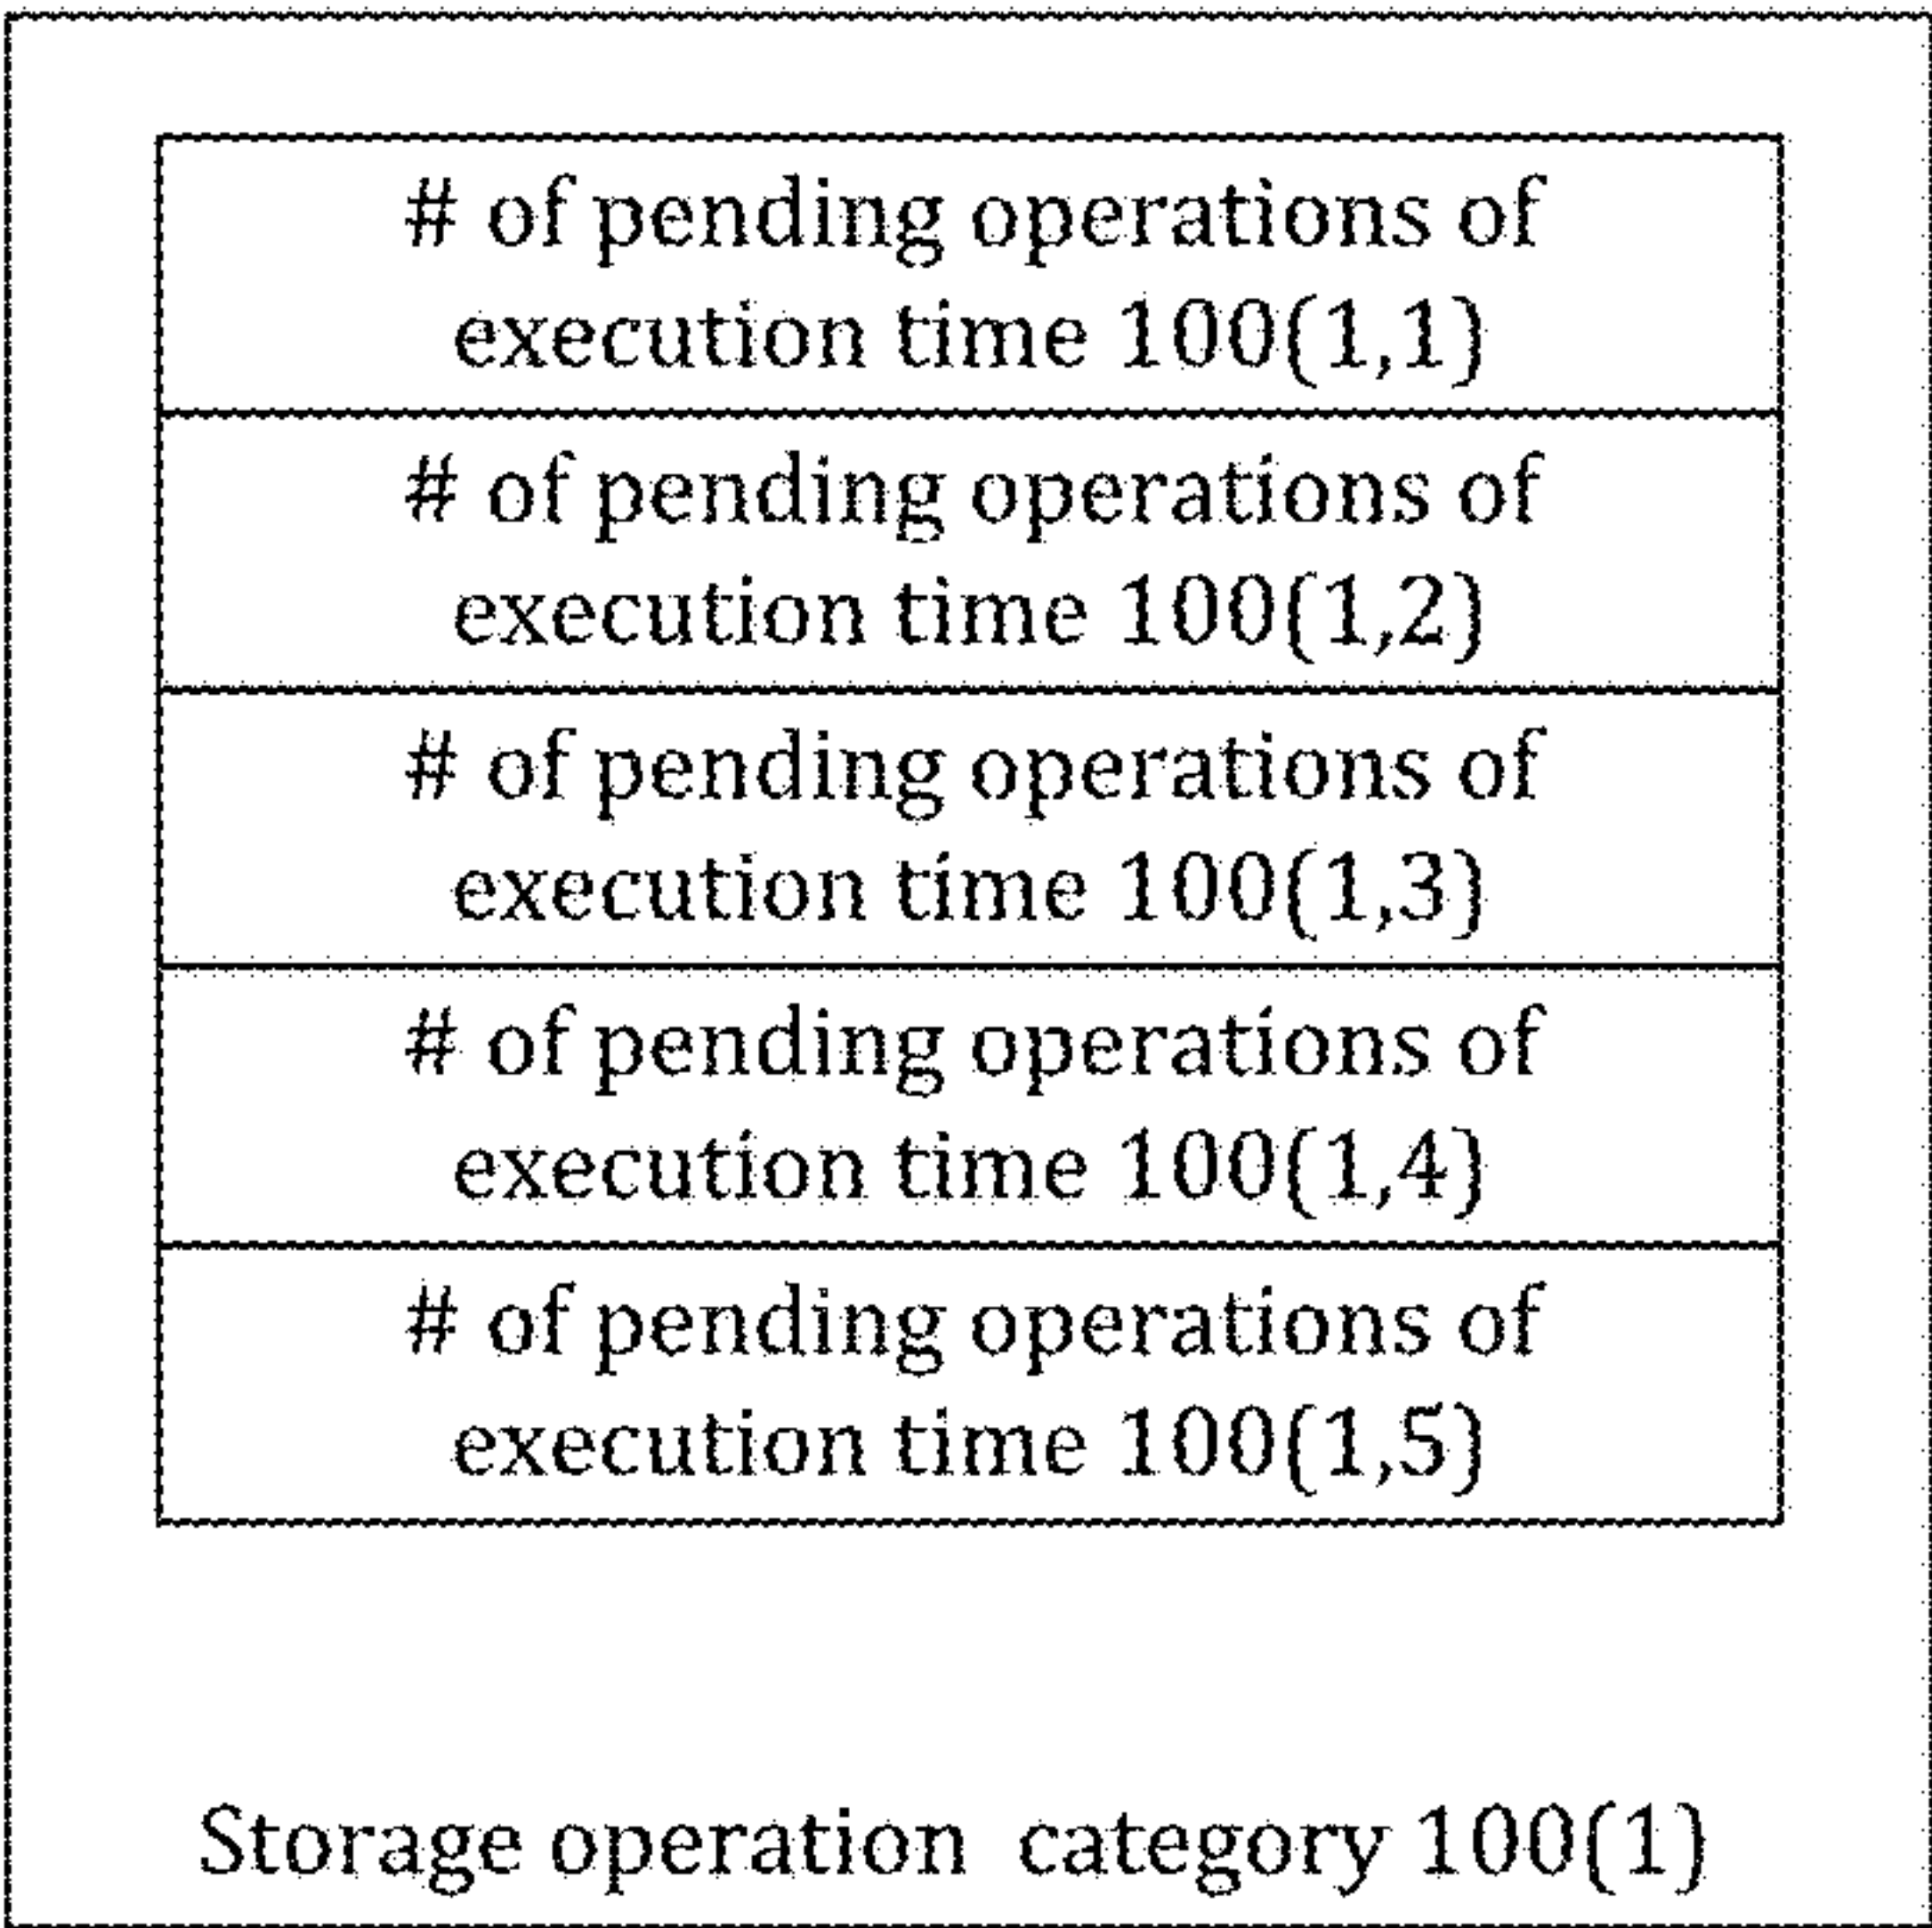 # of pending operations of
execution time 100(1,1)
# of pending operations of
execution time 100(1,2)
# of pending operations of
execution time 100(1,3)
# of pending operations of
execution time 100(1,4)
# of pending operations of
execution time 100(1,5)
Storage operation category 100(1)